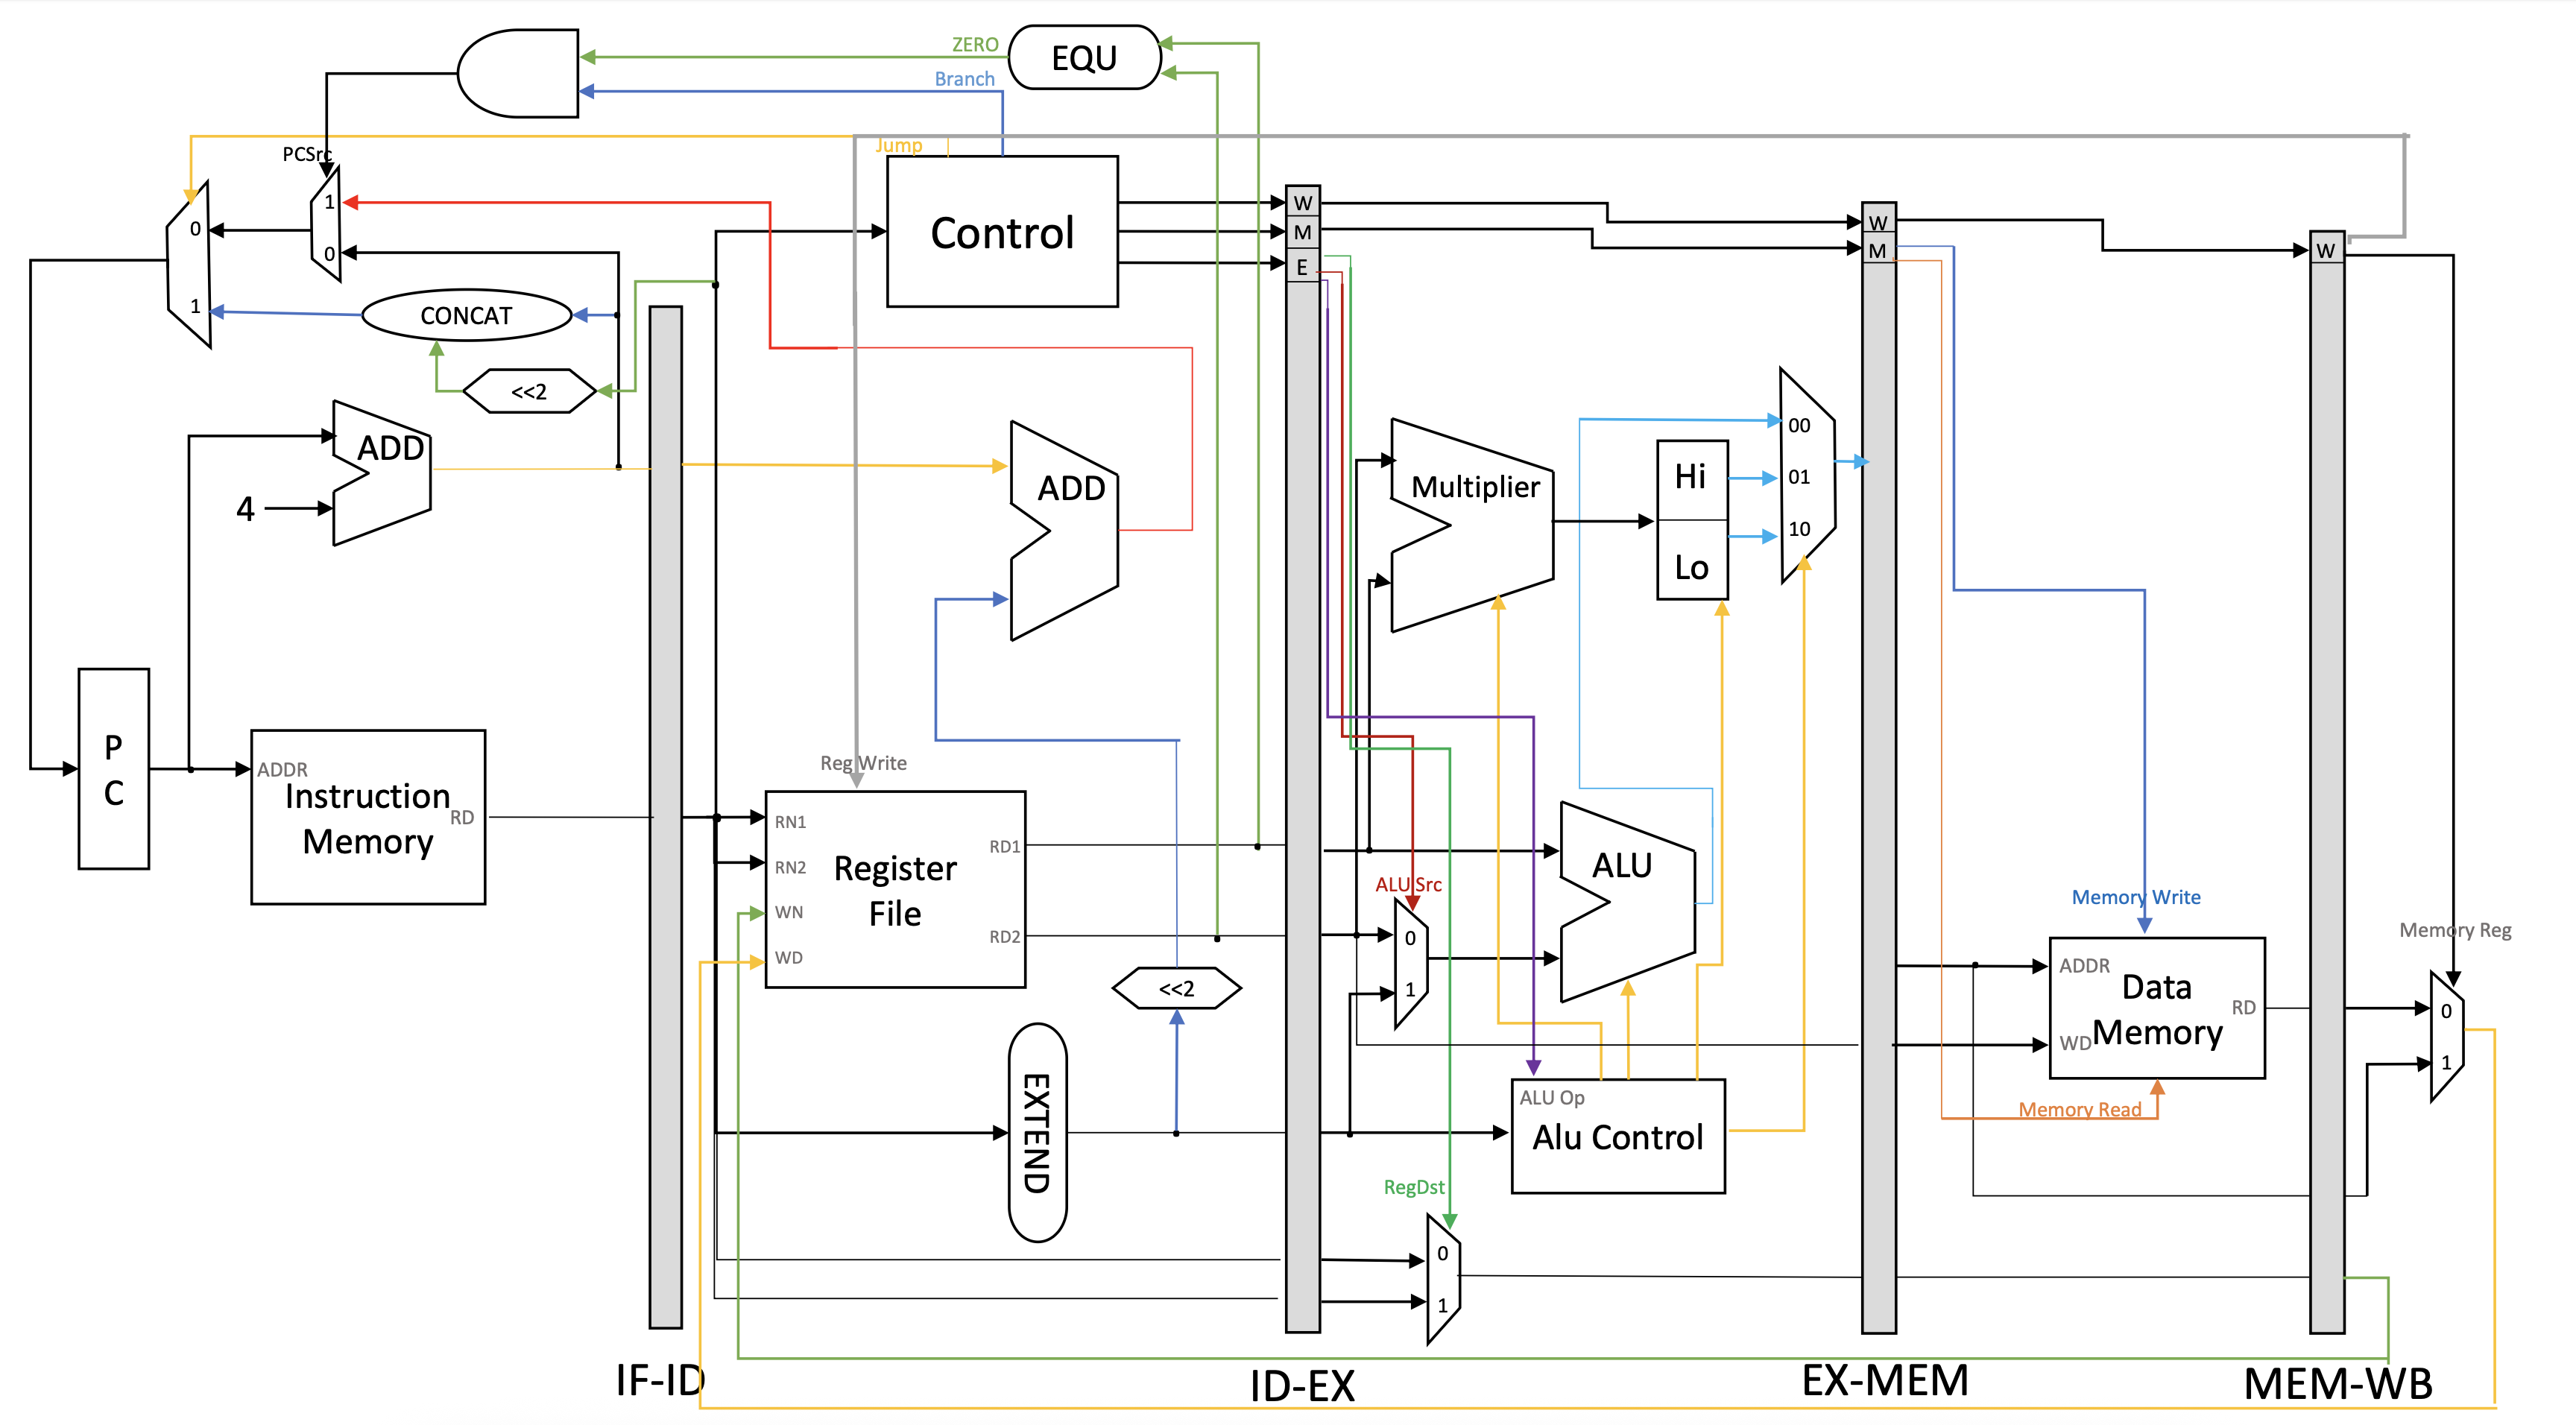 ZERO
EQU
Branch
Jump
PCSrc
1
0
0
1
CONCAT
<<2
Control
W
M
E
W
M
W
ADD
4
ADD
Multiplier
Hi
Lo
00
01
10
P
C
ADDR
Instruction
Memory
RD
Reg Write
RN1
RN2
WN
WD
Register
File
RD1
RD2
<<2
EXTEND
ALU Src
0
1
ALU
ALU Op
Alu Control
RegDst
0
1
Memory Write
ADDR
Data
Memory
RD
WD
Memory Read
Memory Reg
0
1
IF-ID
ID-EX
EX-MEM
MEM-WB